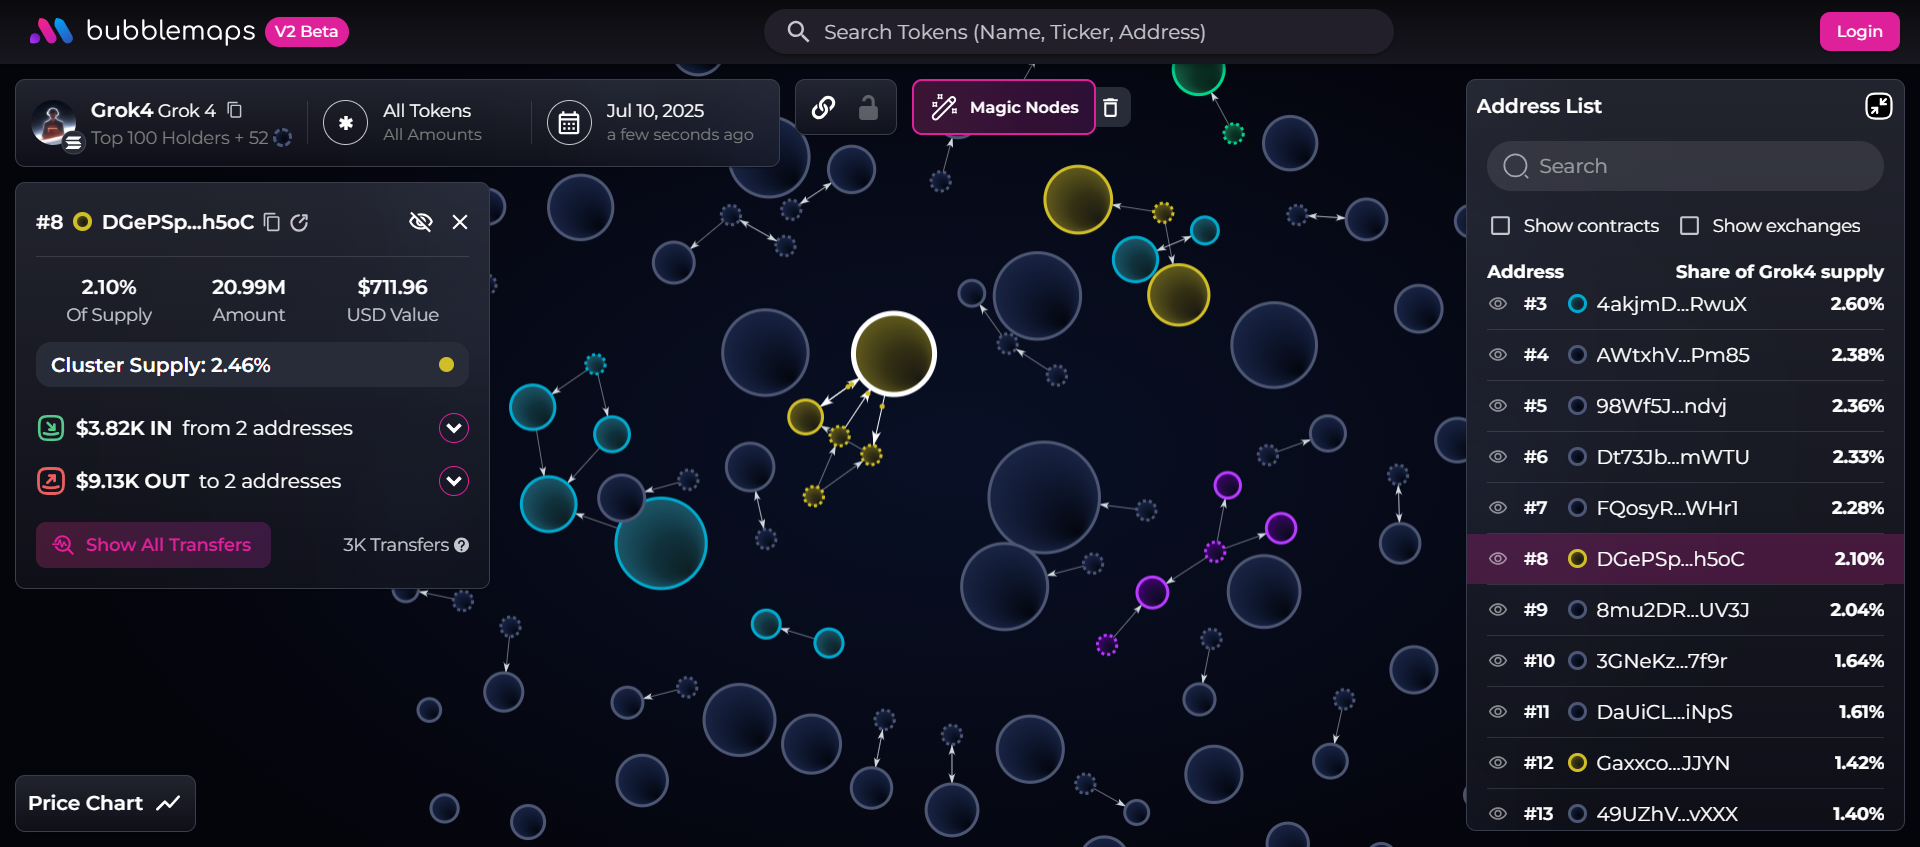 bubblemaps V2 Beta
Search Tokens (Name, Ticker, Address)
Login
Grok4 Grok 4
Top 100 Holders + 52
All Tokens
All Amounts
Jul 10, 2025
a few seconds ago
Magic Nodes
#8 DGePSp...h5oC
2.10%
Of Supply
20.99M
Amount
$711.96
USD Value
Cluster Supply: 2.46%
$3.82K IN from 2 addresses
$9.13K OUT to 2 addresses
Show All Transfers
3K Transfers
Price Chart
Address List
Search
Show contracts
Show exchanges
Address Share of Grok4 supply
#3 4akjmD...RwuX 2.60%
#4 AWtxhV...Pm85 2.38%
#5 98Wf5J...ndvj 2.36%
#6 Dt73Jb...mWTU 2.33%
#7 FQosyR...WHr1 2.28%
#8 DGePSp...h5oC 2.10%
#9 8mu2DR...UV3J 2.04%
#10 3GNeKz...7f9r 1.64%
#11 DaUiCL...iNpS 1.61%
#12 Gaxxco...JJYN 1.42%
#13 49UZhV...vXXX 1.40%